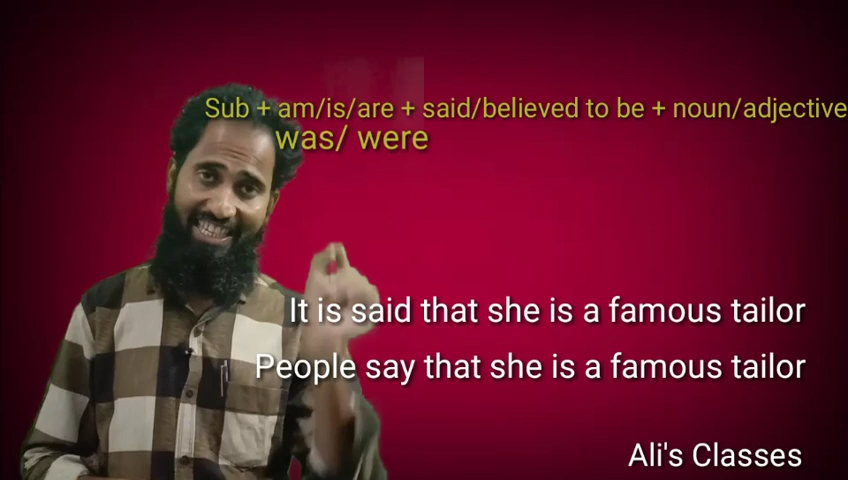 Sub + am/is/are + said/believed to be + noun/adjective
was/ were
It is said that she is a famous tailor
People say that she is a famous tailor
Ali's Classes